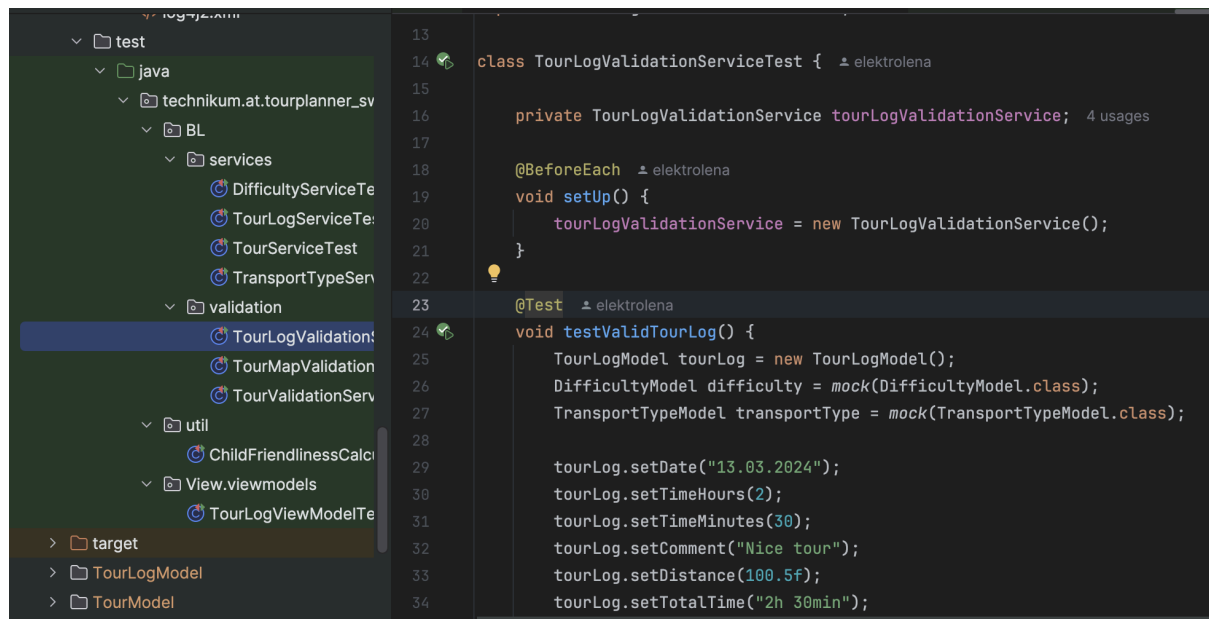 log4j2.xml
test
java
technikum.at.tourplanner_sw
BL
services
DifficultyServiceTe
TourLogServiceTes
TourServiceTest
TransportTypeServ
validation
TourLogValidationS
TourMapValidation
TourValidationServ
util
ChildFriendlinessCalcu
View.viewmodels
TourLogViewModelTe
target
TourLogModel
TourModel
13
14 class TourLogValidationServiceTest { elektrolena
15
16 private TourLogValidationService tourLogValidationService; 4 usages
17
18 @BeforeEach elektrolena
19 void setUp() {
20 tourLogValidationService = new TourLogValidationService();
21 }
22
23 @Test elektrolena
24 void testValidTourLog() {
25 TourLogModel tourLog = new TourLogModel();
26 DifficultyModel difficulty = mock(DifficultyModel.class);
27 TransportTypeModel transportType = mock(TransportTypeModel.class);
28
29 tourLog.setDate("13.03.2024");
30 tourLog.setTimeHours(2);
31 tourLog.setTimeMinutes(30);
32 tourLog.setComment("Nice tour");
33 tourLog.setDistance(100.5f);
34 tourLog.setTotalTime("2h 30min");